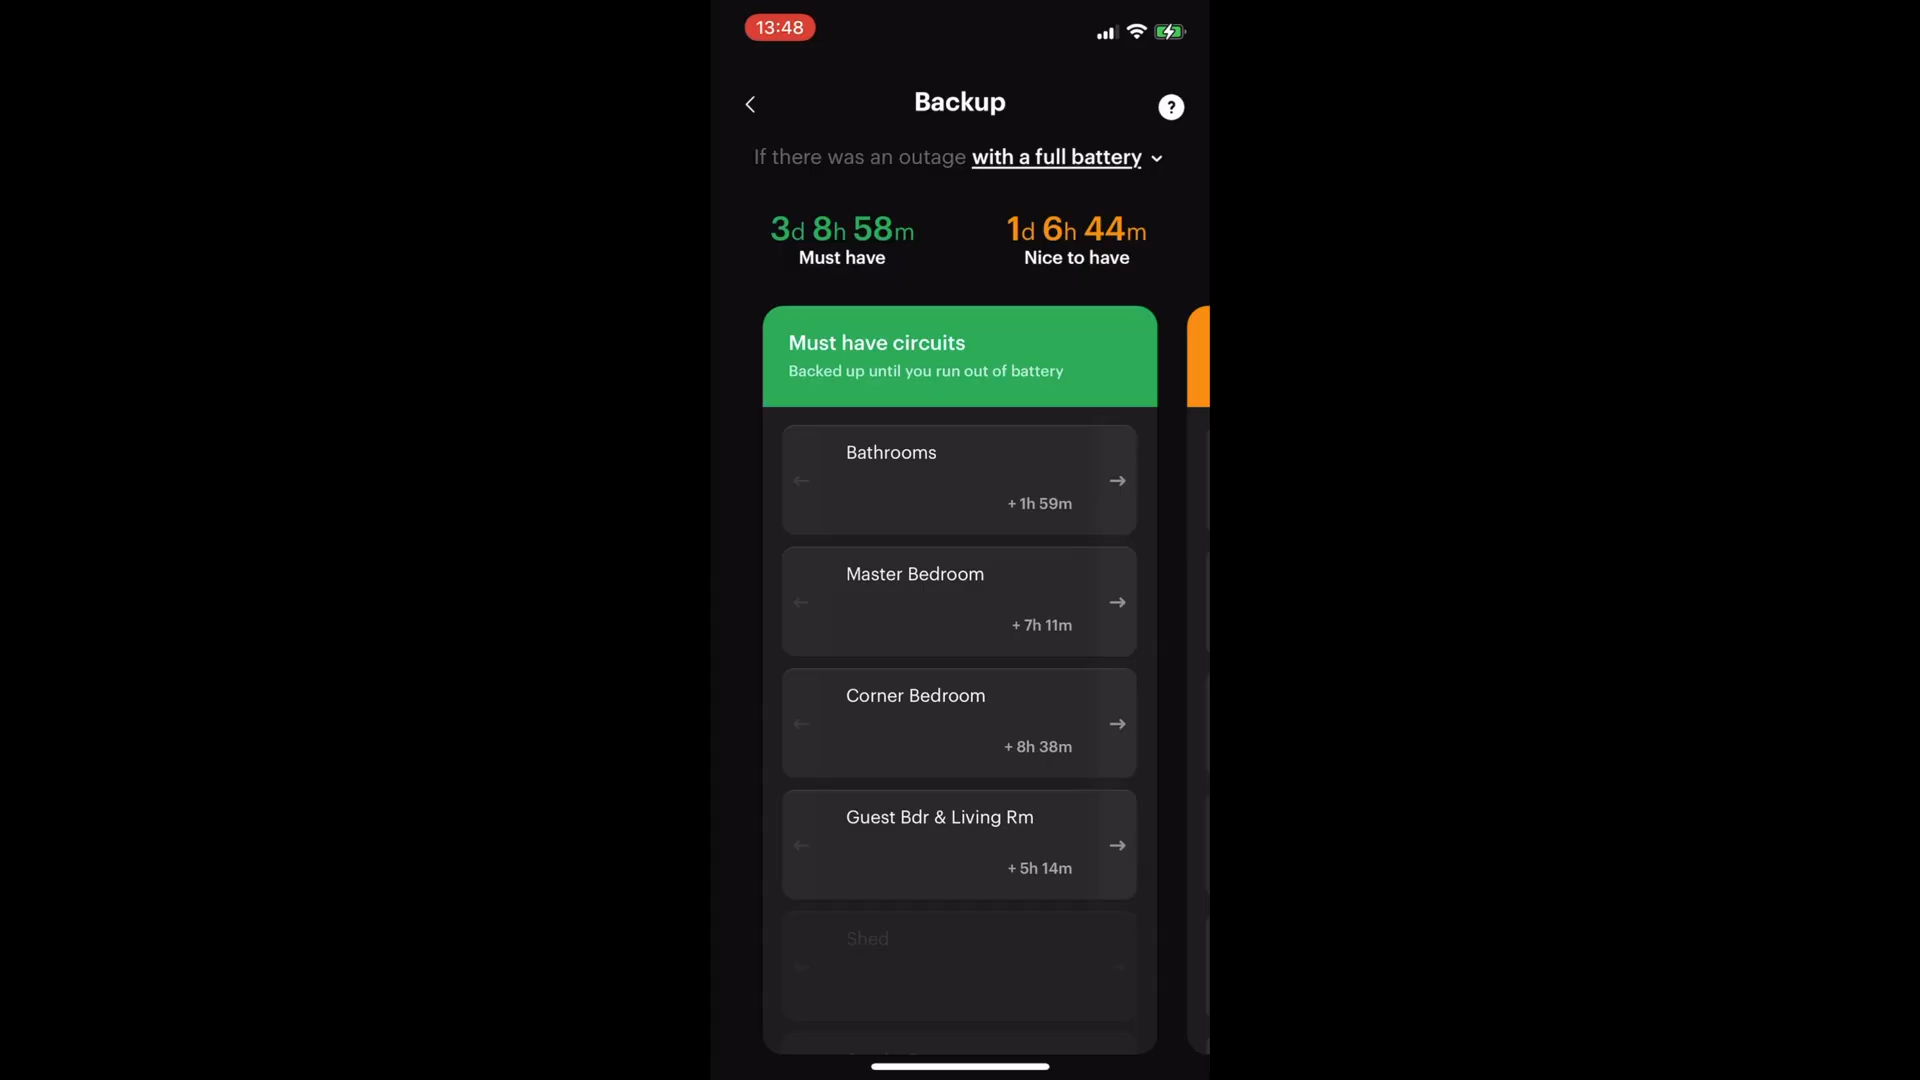 13:48
Backup
?
If there was an outage with a full battery
3d 8h 58m
Must have
1d 6h 44m
Nice to have
Must have circuits
Backed up until you run out of battery
Bathrooms
+ 1h 59m
Master Bedroom
+ 7h 11m
Corner Bedroom
+ 8h 38m
Guest Bdr & Living Rm
+ 5h 14m
Shed